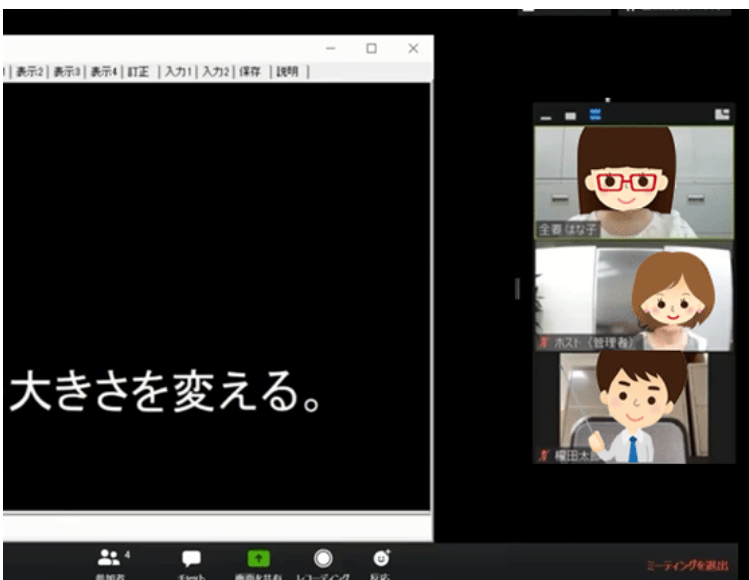 表示2 | 表示3 | 表示4 | 訂正 | 入力1 | 入力2 | 保存 | 説明 |
全要はな子
ホスト（管理者）
大きさを変える。
櫂田太郎
4
参加者 チャット 画面を共有 レコーディング 反応
ミーティングを退出